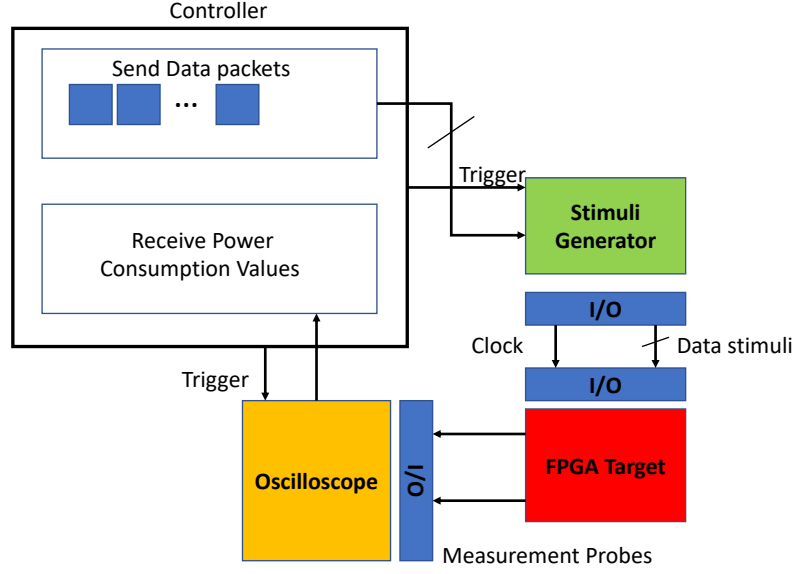 Controller
Send Data packets
...
Trigger
Stimuli
Generator
Receive Power
Consumption Values
I/O
Clock
Data stimuli
Trigger
I/O
Oscilloscope
I/O
FPGA Target
Measurement Probes